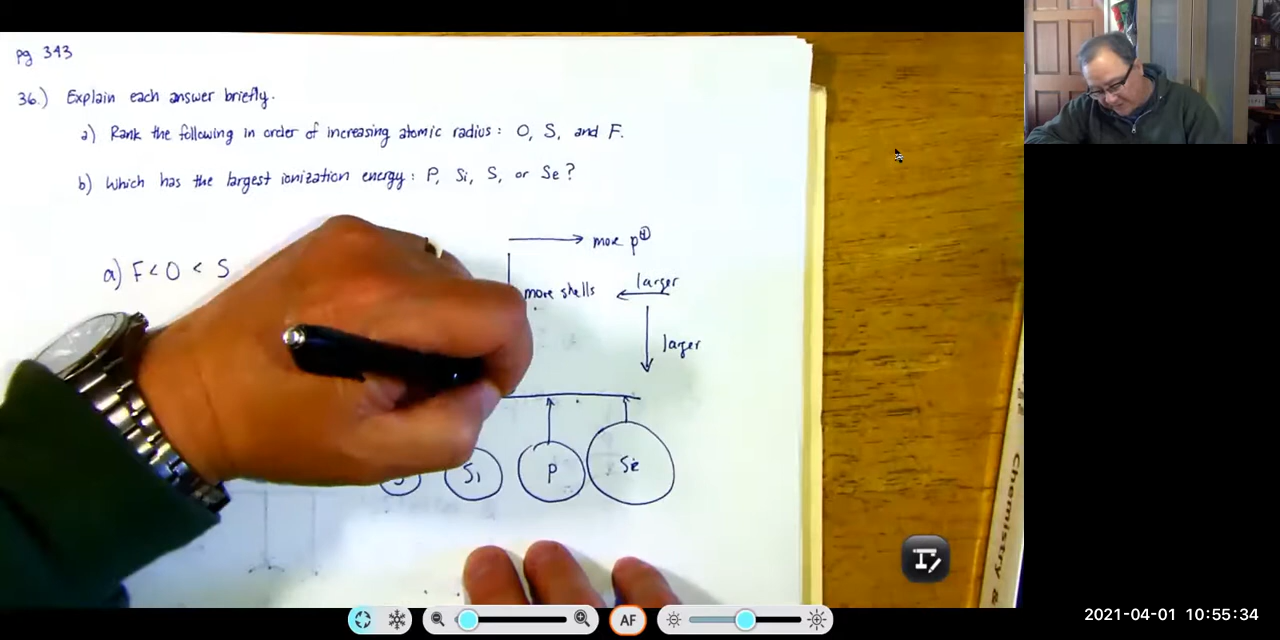 pg 343
36.) Explain each answer briefly.
a) Rank the following in order of increasing atomic radius: O, S, and F.
b) Which has the largest ionization energy: P, Si, S, or Se?
more p⊕
a) F < O < S
more shells
larger
lager
Si P Se
AF
Chemistry &
2021-04-01 10:55:34